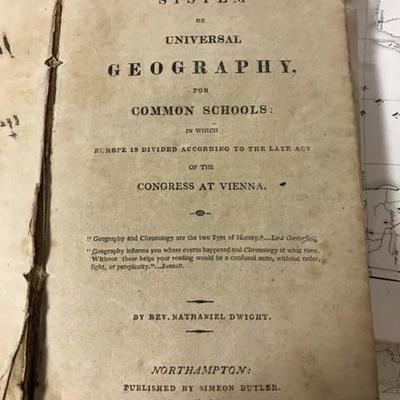 SYSTEM
OF
UNIVERSAL
GEOGRAPHY,
FOR
COMMON SCHOOLS:
IN WHICH
EUROPE IS DIVIDED ACCORDING TO THE LATE ACT
OF THE
CONGRESS AT VIENNA.
"Geography and Chronology are the two Eyes of History."...Lord Chesterfield.
"Geography informs you where events happened and Chronology at what time.
Without these helps your reading would be a confused mass, without order,
light, or perspicuity."...Bennett.
BY REV. NATHANIEL DWIGHT.
NORTHAMPTON:
PUBLISHED BY SIMEON BUTLER.